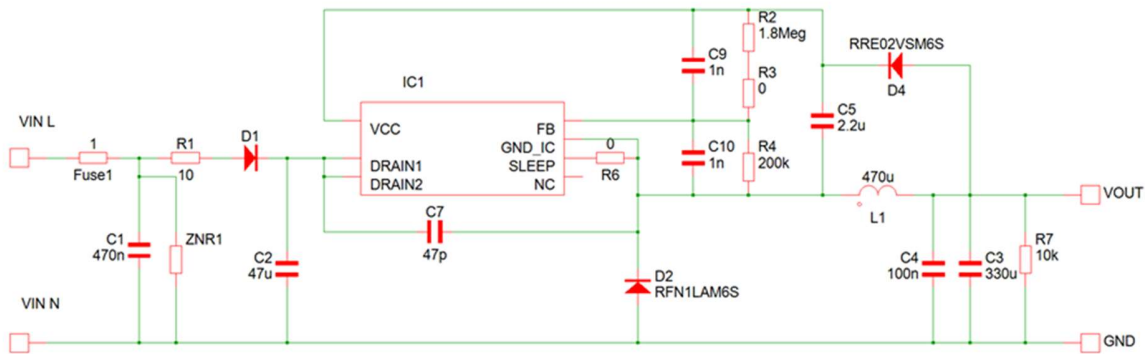 R2
1.8Meg
RRE02VSM6S
C9
1n
R3
0
D4
IC1
C5
2.2u
VIN L
VCC
FB
1
R1
D1
GND_IC
0
C10
1n
R4
200k
470u
Fuse1
10
DRAIN1
SLEEP
DRAIN2
NC
R6
VOUT
L1
C7
47p
C1
470n
ZNR1
C2
47u
D2
RFN1LAM6S
C4
100n
C3
330u
R7
10k
VIN N
GND